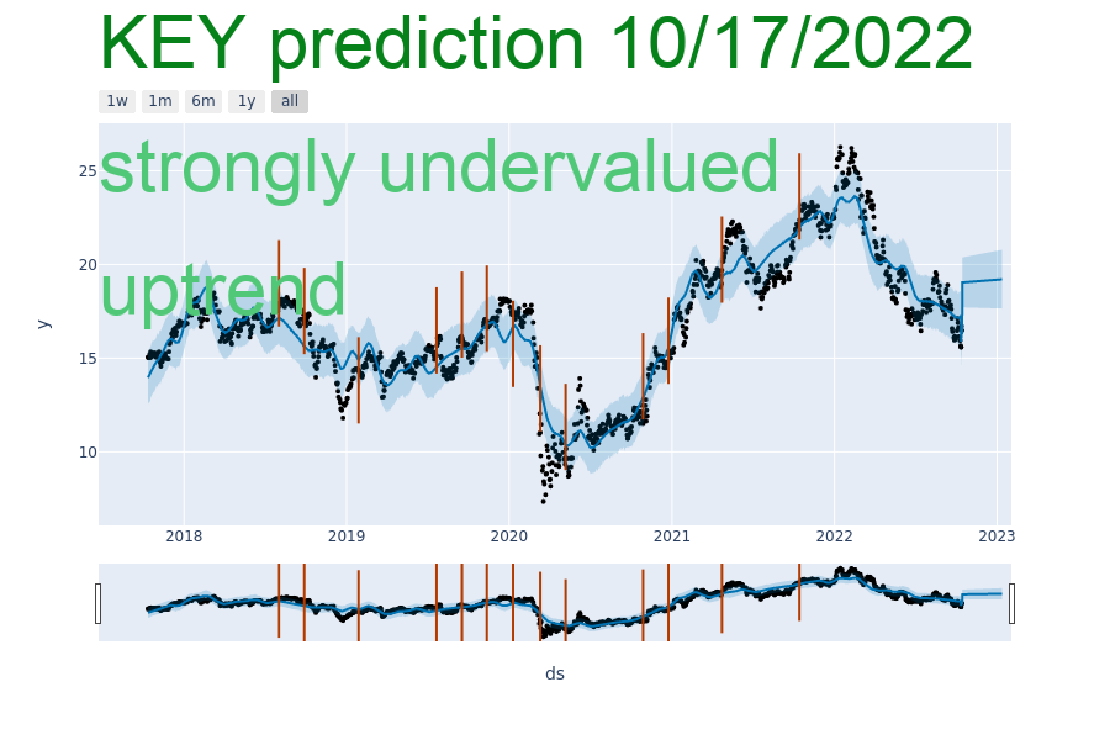 KEY prediction 10/17/2022
1w 1m 6m 1y all
strongly undervalued
uptrend
25
20
15
10
y
2018 2019 2020 2021 2022 2023
ds